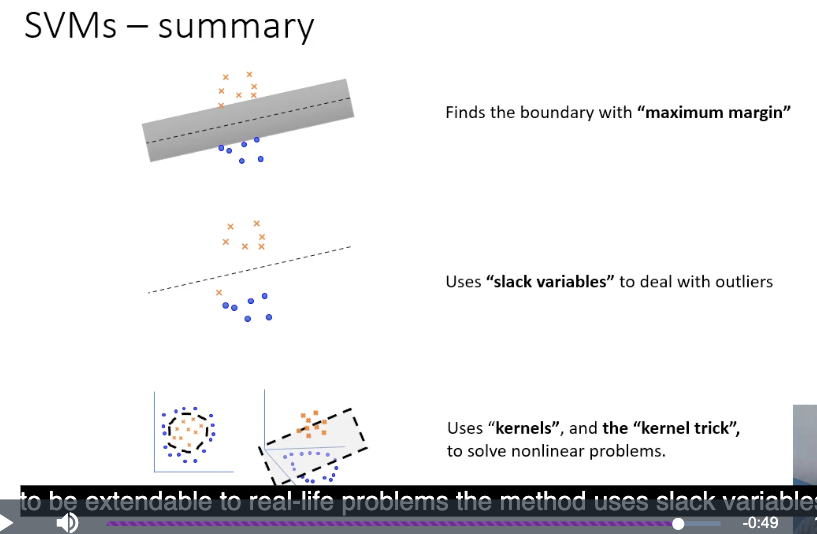 SVMs – summary
Finds the boundary with “maximum margin”
Uses “slack variables” to deal with outliers
Uses “kernels”, and the “kernel trick”,
to solve nonlinear problems.
to be extendable to real-life problems the method uses slack variables
-0:49